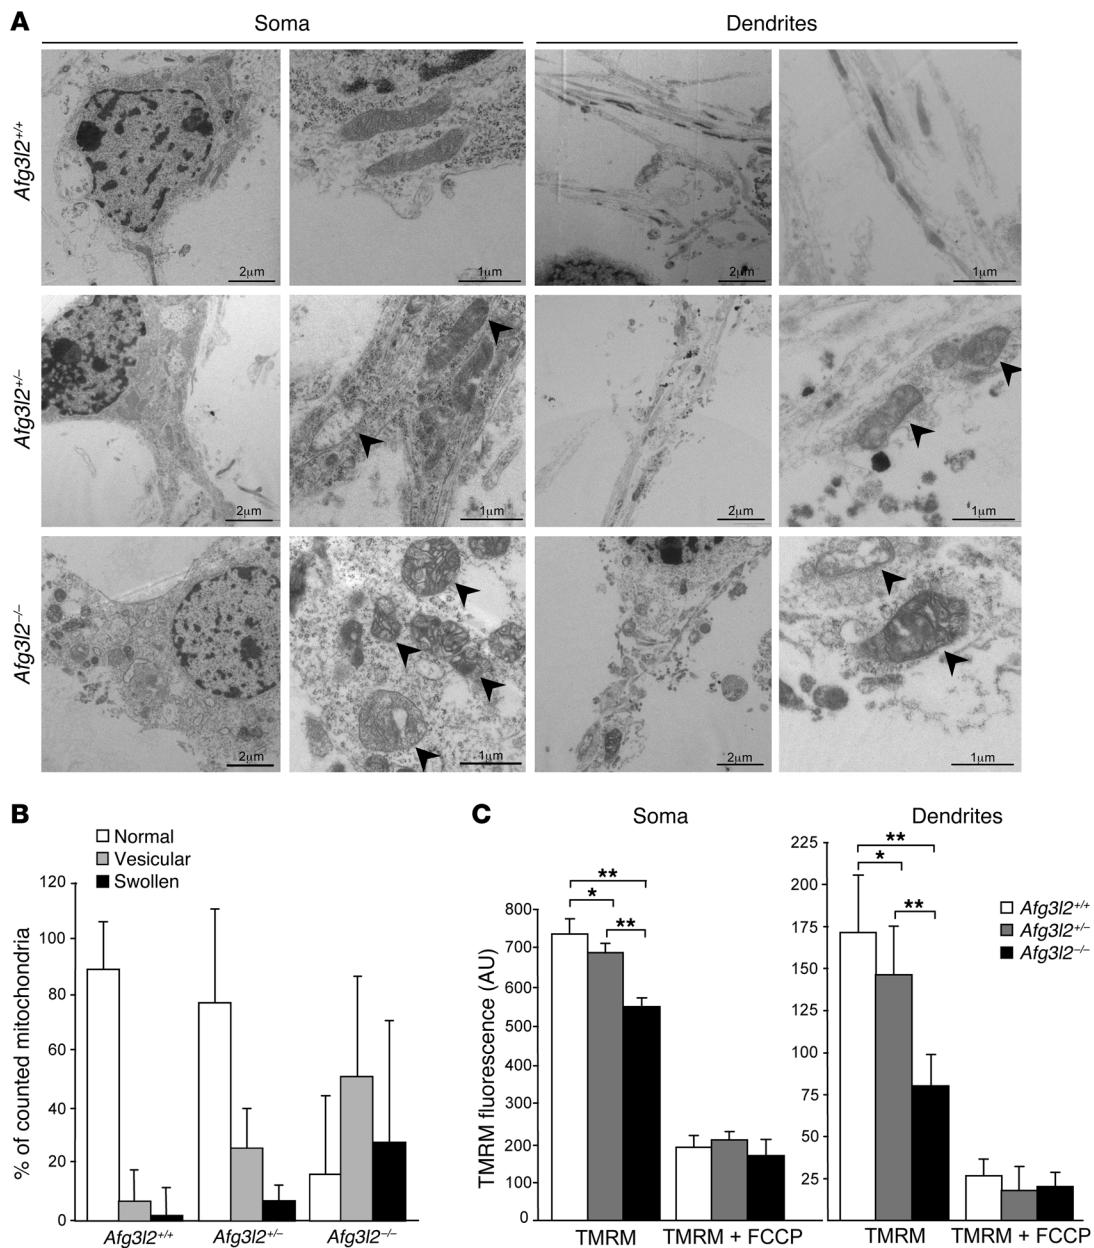 A
Soma
Dendrites
Afg3l2+/+
2μm
1μm
2μm
1μm
Afg3l2+/–
2μm
1μm
2μm
1μm
Afg3l2–/–
2μm
1μm
2μm
1μm
B
Normal
Vesicular
Swollen
% of counted mitochondria
120
100
80
60
40
20
0
Afg3l2+/+
Afg3l2+/–
Afg3l2–/–
C
Soma
TMRM fluorescence (AU)
800
700
600
500
400
300
200
100
0
**
*
**
TMRM
TMRM + FCCP
Dendrites
225
200
175
150
125
100
75
50
25
**
*
**
Afg3l2+/+
Afg3l2+/–
Afg3l2–/–
TMRM
TMRM + FCCP